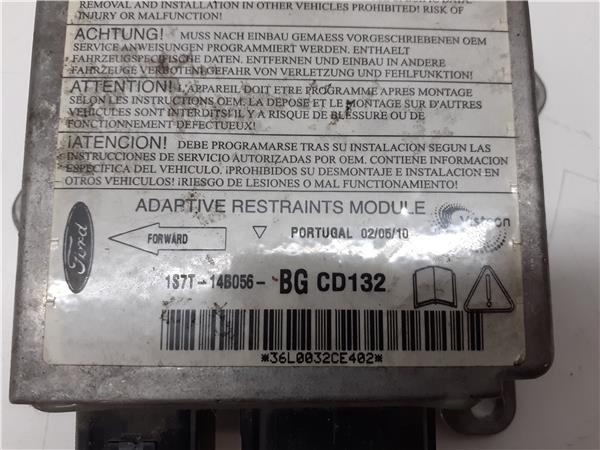 REMOVAL AND INSTALLATION IN OTHER VEHICLES PROHIBITED! RISK OF
INJURY OR MALFUNCTION!
ACHTUNG! MUSS NACH EINBAU GEMAESS VORGESCHRIEBENEN OEM
SERVICE ANWEISUNGEN PROGRAMMIERT WERDEN. ENTHAELT
FAHRZEUGSPEZIFISCHE DATEN. ENTFERNEN UND EINBAU IN ANDERE
FAHRZEUGE VERBOTEN! GEFAHR VON VERLETZUNG UND FEHLFUNKTION!
ATTENTION! L'APPAREIL DOIT ETRE PROGRAMME APRES MONTAGE
SELON LES INSTRUCTIONS OEM. LA DEPOSE ET LE MONTAGE SUR D'AUTRES
VEHICULES SONT INTERDITS! IL Y A RISQUE DE BLESSURE OU DE
FONCTIONNEMENT DEFECTUEUX!
¡ATENCION! DEBE PROGRAMARSE TRAS SU INSTALACION SEGUN LAS
INSTRUCCIONES DE SERVICIO AUTORIZADAS POR OEM. CONTIENE INFORMACION
ESPECIFICA DEL VEHICULO. ¡PROHIBIDO SU DESMONTAJE E INSTALACION EN
OTROS VEHICULOS! ¡RIESGO DE LESIONES O MAL FUNCIONAMIENTO!
ADAPTIVE RESTRAINTS MODULE
Ford
FORWARD
PORTUGAL 02/05/10
Visteon
1S7T-14B056-BG CD132
*36L0032CE402*